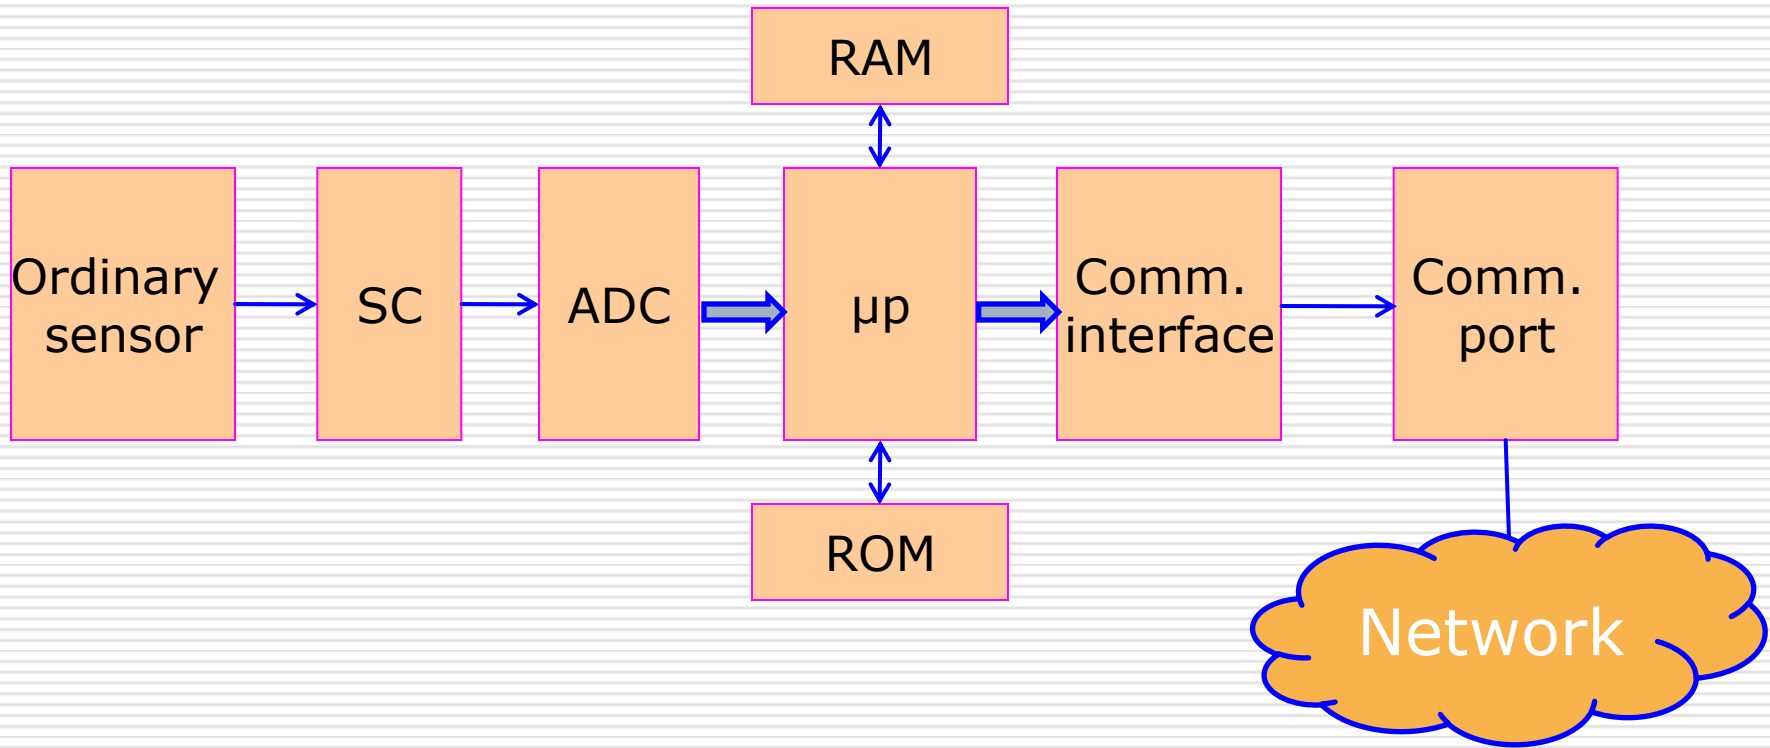 RAM
Ordinary
sensor
SC
ADC
µp
Comm.
interface
Comm.
port
ROM
Network